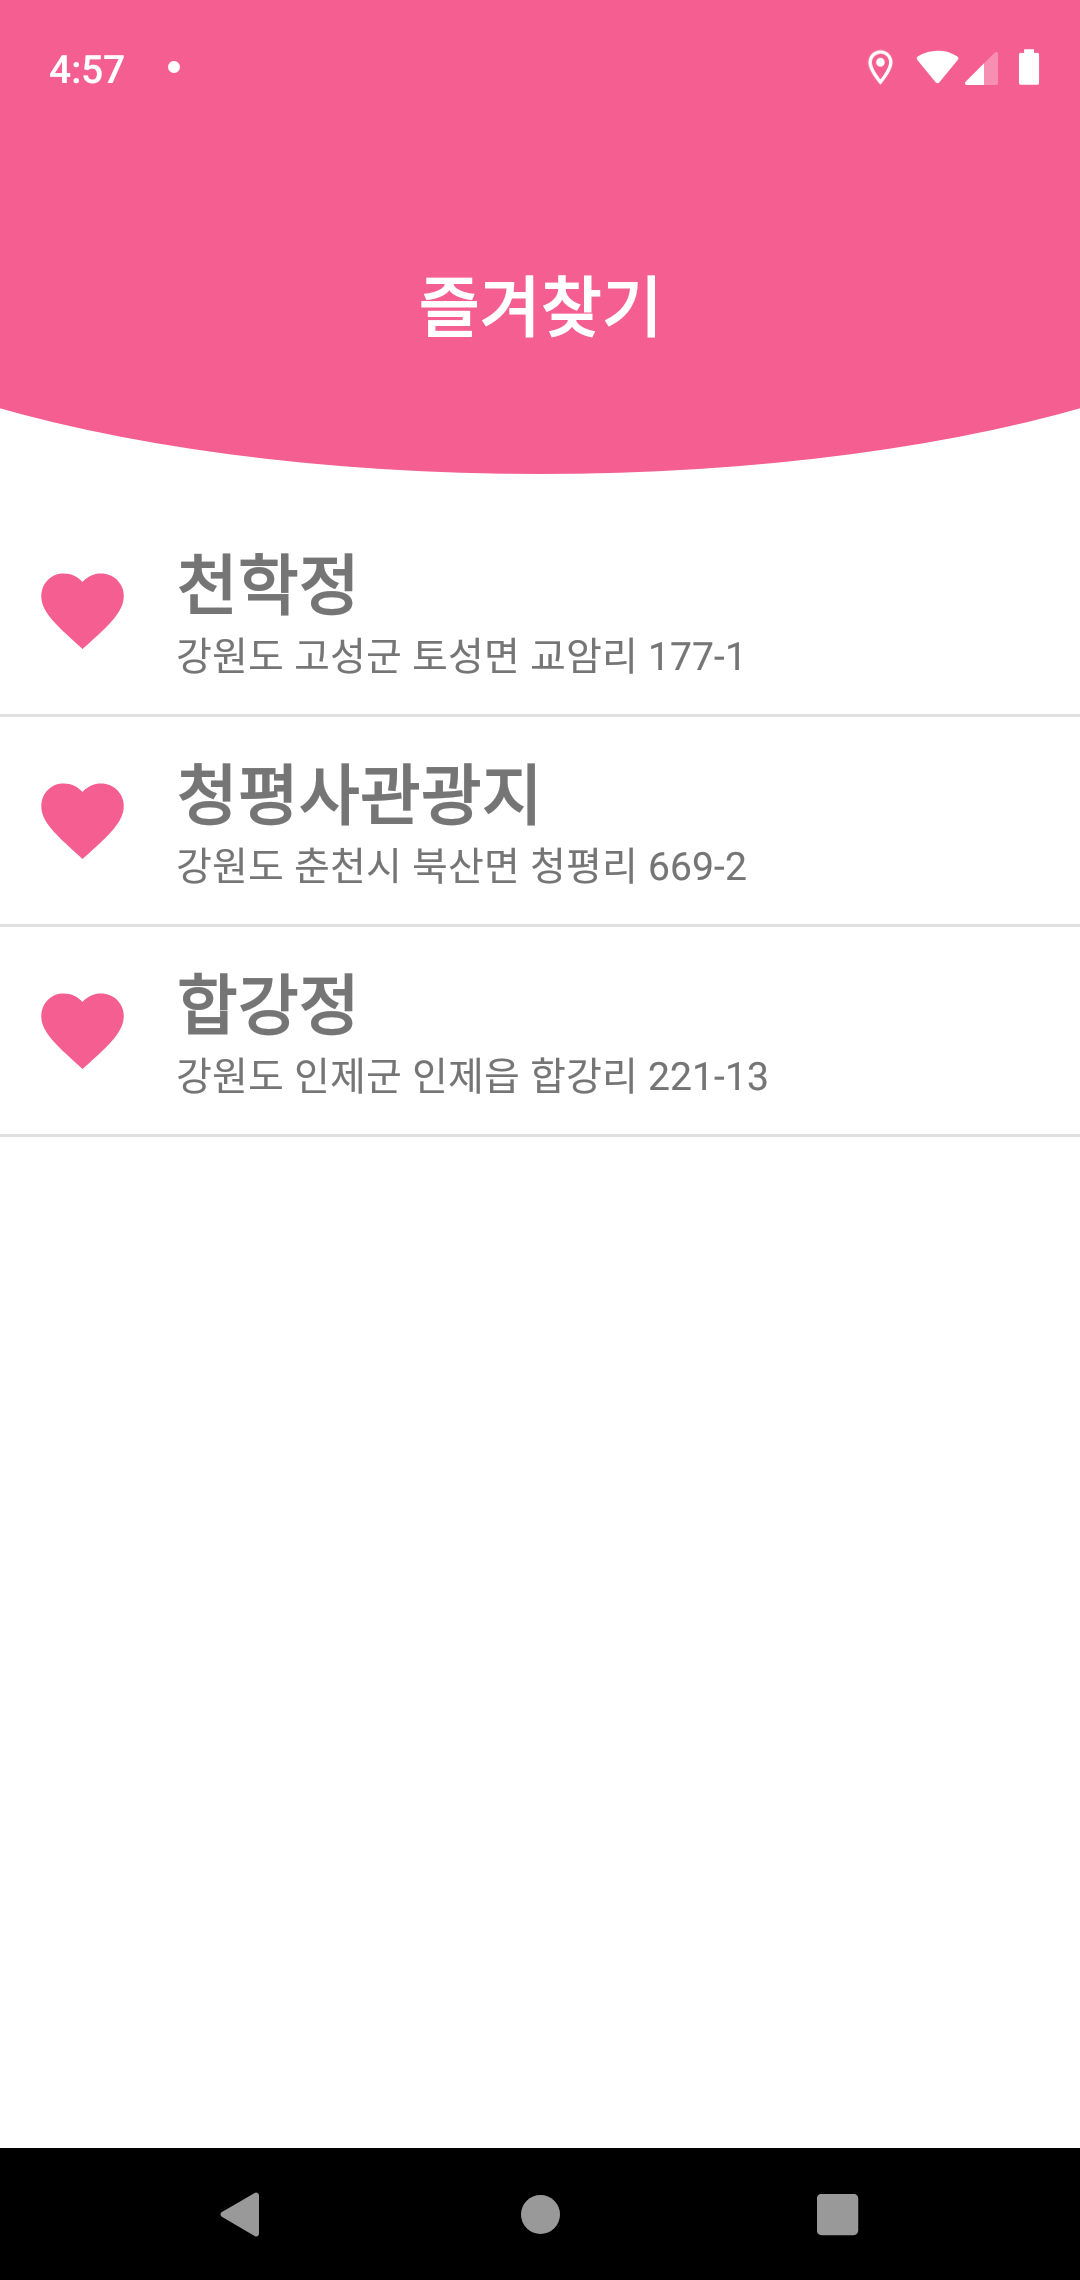 4:57
즐겨찾기
천학정
강원도 고성군 토성면 교암리 177-1
청평사관광지
강원도 춘천시 북산면 청평리 669-2
합강정
강원도 인제군 인제읍 합강리 221-13